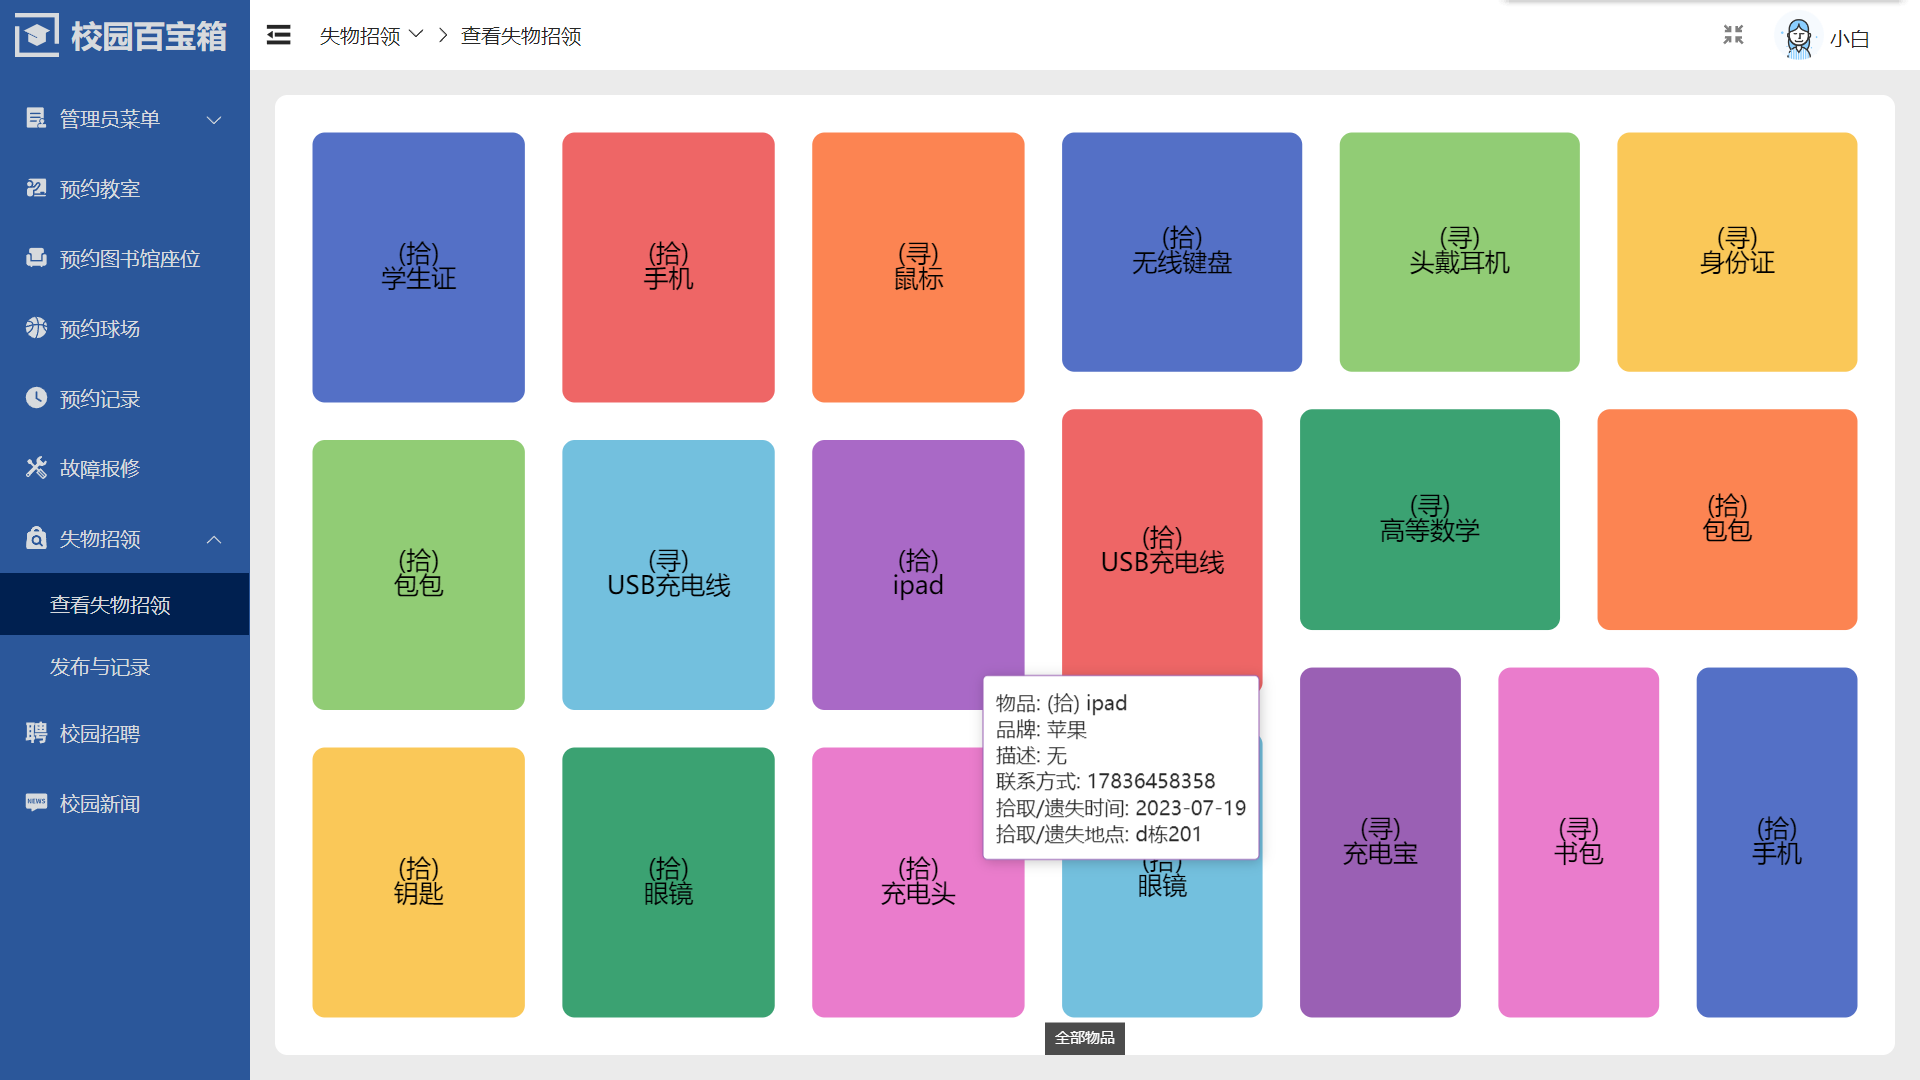 校园百宝箱
失物招领
查看失物招领
小白
管理员菜单
预约教室
预约图书馆座位
预约球场
预约记录
故障报修
失物招领
查看失物招领
发布与记录
校园招聘
NEWS
校园新闻
(拾)
学生证
(拾)
手机
(寻)
鼠标
(拾)
无线键盘
(寻)
头戴耳机
(寻)
身份证
(拾)
包包
(寻)
USB充电线
(拾)
ipad
(拾)
USB充电线
(寻)
高等数学
(拾)
包包
物品: (拾) ipad
品牌: 苹果
描述: 无
联系方式: 17836458358
拾取/遗失时间: 2023-07-19
拾取/遗失地点: d栋201
(拾)
钥匙
(拾)
眼镜
(拾)
充电头
(拾)
眼镜
(寻)
充电宝
(寻)
书包
(拾)
手机
全部物品